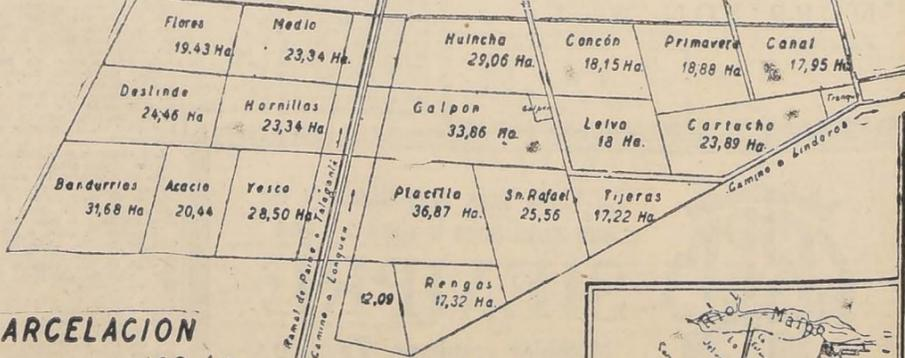 Flores
19.43 Ha
Medio
23,34 Ha.
Huincha
29,06 Ha.
Concón
18,15 Ha
Primavera
18,88 Ha
Canal
17,95 Ha
Deslinde
24,46 Ha
Hornillas
23,34 Ha
Galpon
33,86 Ha
Galpon
Leiva
18 Ha.
Cartacho
23,89 Ha.
Tranque
Bandurrias
31,68 Ha
Acacio
20,44
Yesca
28,50 Ha
Placilla
36,87 Ha.
Sn. Rafael
25,56
Tijeras
17,22 Ha.
Camino a Linderos
Ramal de Paine a Talagante
Camino a Lonquen
12,09
Rengas
17,32 Ha.
ARCELACION
Rio Maipo